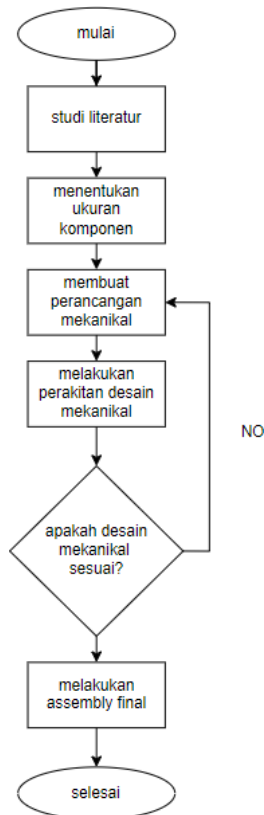 mulai
studi literatur
menentukan
ukuran
komponen
membuat
perancangan
mekanikal
melakukan
perakitan desain
mekanikal
NO
apakah desain
mekanikal
sesuai?
melakukan
assembly final
selesai